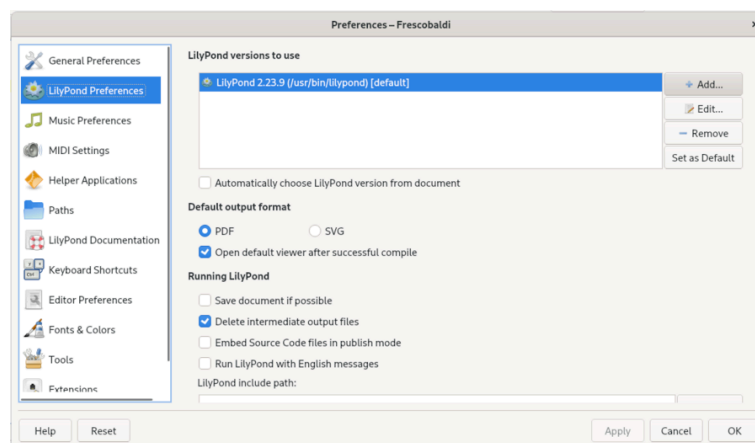 Preferences – Frescobaldi
General Preferences
LilyPond Preferences
Music Preferences
MIDI Settings
Helper Applications
Paths
LilyPond Documentation
Keyboard Shortcuts
Editor Preferences
Fonts & Colors
Tools
Extensions
LilyPond versions to use
LilyPond 2.23.9 (/usr/bin/lilypond) [default]
Add...
Edit...
Remove
Set as Default
Automatically choose LilyPond version from document
Default output format
PDF
SVG
Open default viewer after successful compile
Running LilyPond
Save document if possible
Delete intermediate output files
Embed Source Code files in publish mode
Run LilyPond with English messages
LilyPond include path:
Help
Reset
Apply
Cancel
OK